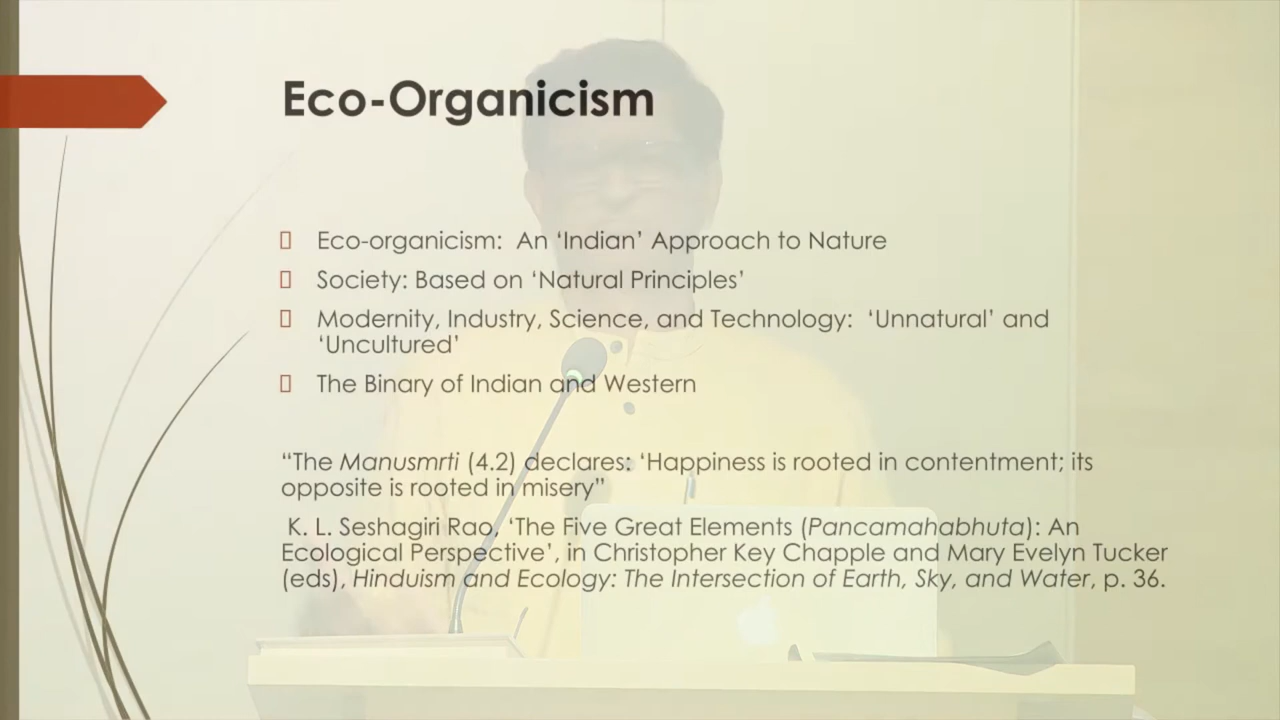 Eco-Organicism
Eco-organicism:  An ‘Indian’ Approach to Nature
Society: Based on ‘Natural Principles’
Modernity, Industry, Science, and Technology:  ‘Unnatural’ and
‘Uncultured’
The Binary of Indian and Western
“The Manusmrti (4.2) declares: ‘Happiness is rooted in contentment; its
opposite is rooted in misery”
K. L. Seshagiri Rao, ‘The Five Great Elements (Pancamahabhuta): An
Ecological Perspective’, in Christopher Key Chapple and Mary Evelyn Tucker
(eds), Hinduism and Ecology: The Intersection of Earth, Sky, and Water, p. 36.